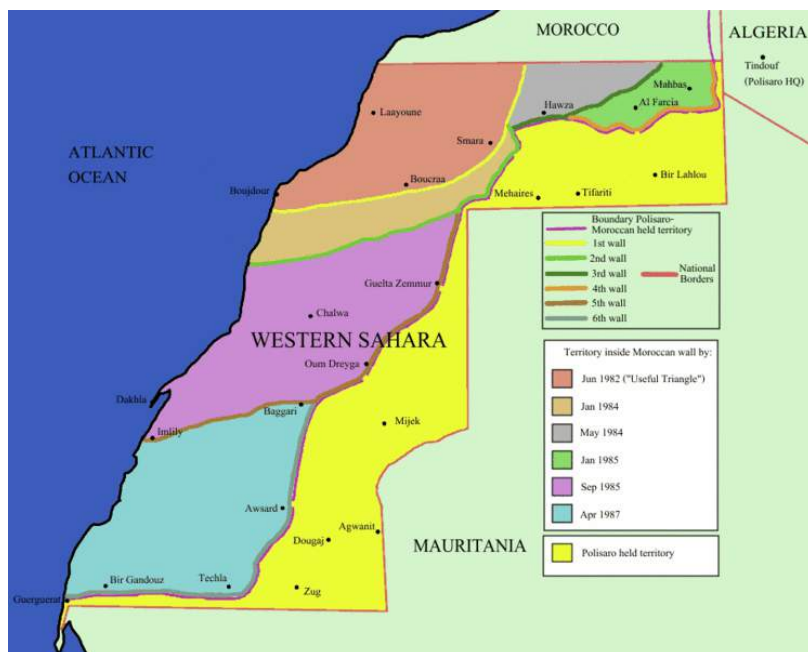 MOROCCO
ALGERIA
Tindouf
(Polisaro HQ)
Mahbas
Al Farcia
Hawza
Laayoune
Smara
ATLANTIC
OCEAN
Boucraa
Boujdour
Bir Lahlou
Mehaires
Tifariti
Boundary Polisaro-
Moroccan held territory
1st wall
2nd wall
3rd wall
4th wall
5th wall
6th wall
National
Borders
Guelta Zemmur
Chalwa
WESTERN SAHARA
Oum Dreyga
Dakhla
Baggari
Imlily
Mijek
Territory inside Moroccan wall by:
Jun 1982 ("Useful Triangle")
Jan 1984
May 1984
Jan 1985
Sep 1985
Apr 1987
Polisaro held territory
Awsard
Agwanit
Dougaj
MAURITANIA
Bir Gandouz
Techla
Zug
Guerguerat